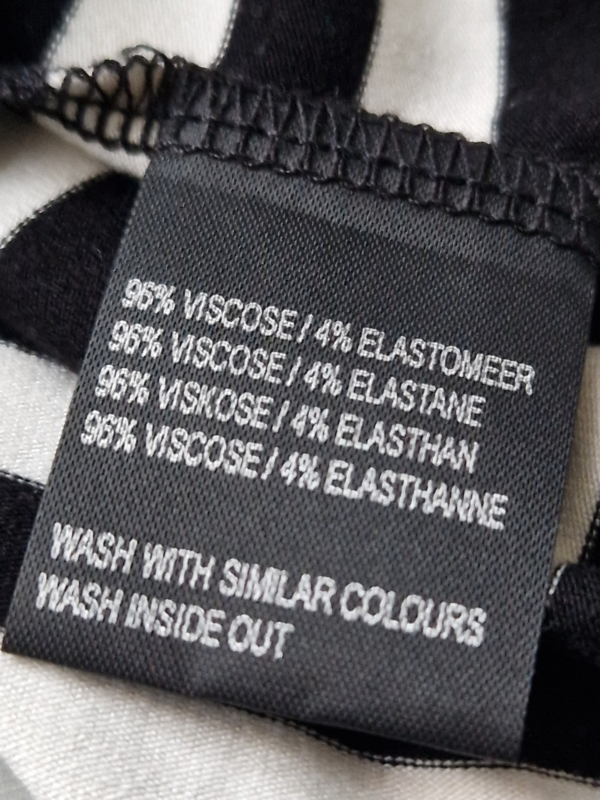 96% VISCOSE / 4% ELASTOMEER
96% VISCOSE / 4% ELASTANE
96% VISKOSE / 4% ELASTHAN
96% VISCOSE / 4% ELASTHANNE
WASH WITH SIMILAR COLOURS
WASH INSIDE OUT